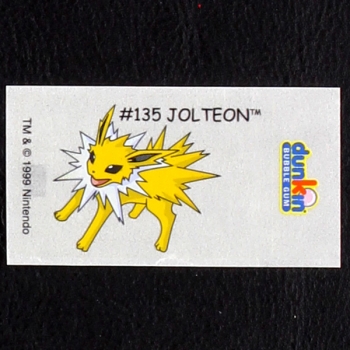 #135 JOLTEON™
TM & © 1999 Nintendo
dunkin
BUBBLE GUM